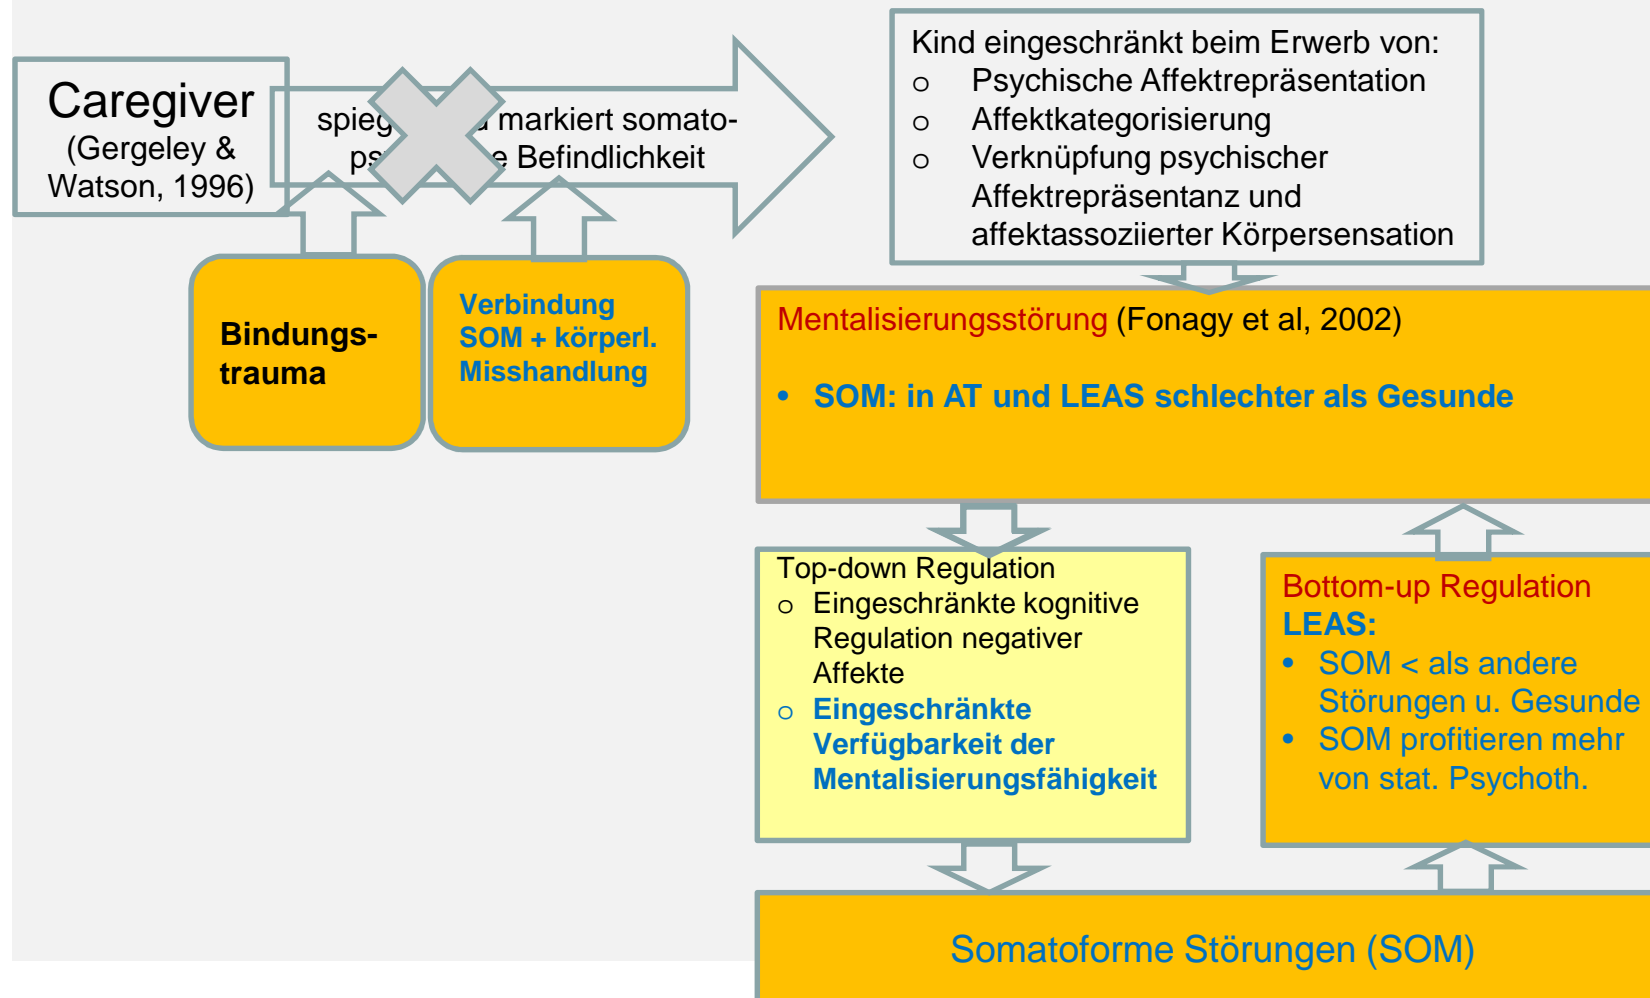 Caregiver
(Gergeley &
Watson, 1996)
markiert somato-
Befindlichkeit
Kind eingeschränkt beim Erwerb von:
o Psychische Affektrepräsentation
o Affektkategorisierung
o Verknüpfung psychischer
Affektrepräsentanz und
affektassoziierter Körpersensation
Bindungs-
trauma
Verbindung
SOM + körperl.
Misshandlung
Mentalisierungsstörung (Fonagy et al, 2002)
• SOM: in AT und LEAS schlechter als Gesunde
Top-down Regulation
o Eingeschränkte kognitive
Regulation negativer
Affekte
o Eingeschränkte
Verfügbarkeit der
Mentalisierungsfähigkeit
Bottom-up Regulation
LEAS:
• SOM < als andere
Störungen u. Gesunde
• SOM profitieren mehr
von stat. Psychoth.
Somatoforme Störungen (SOM)